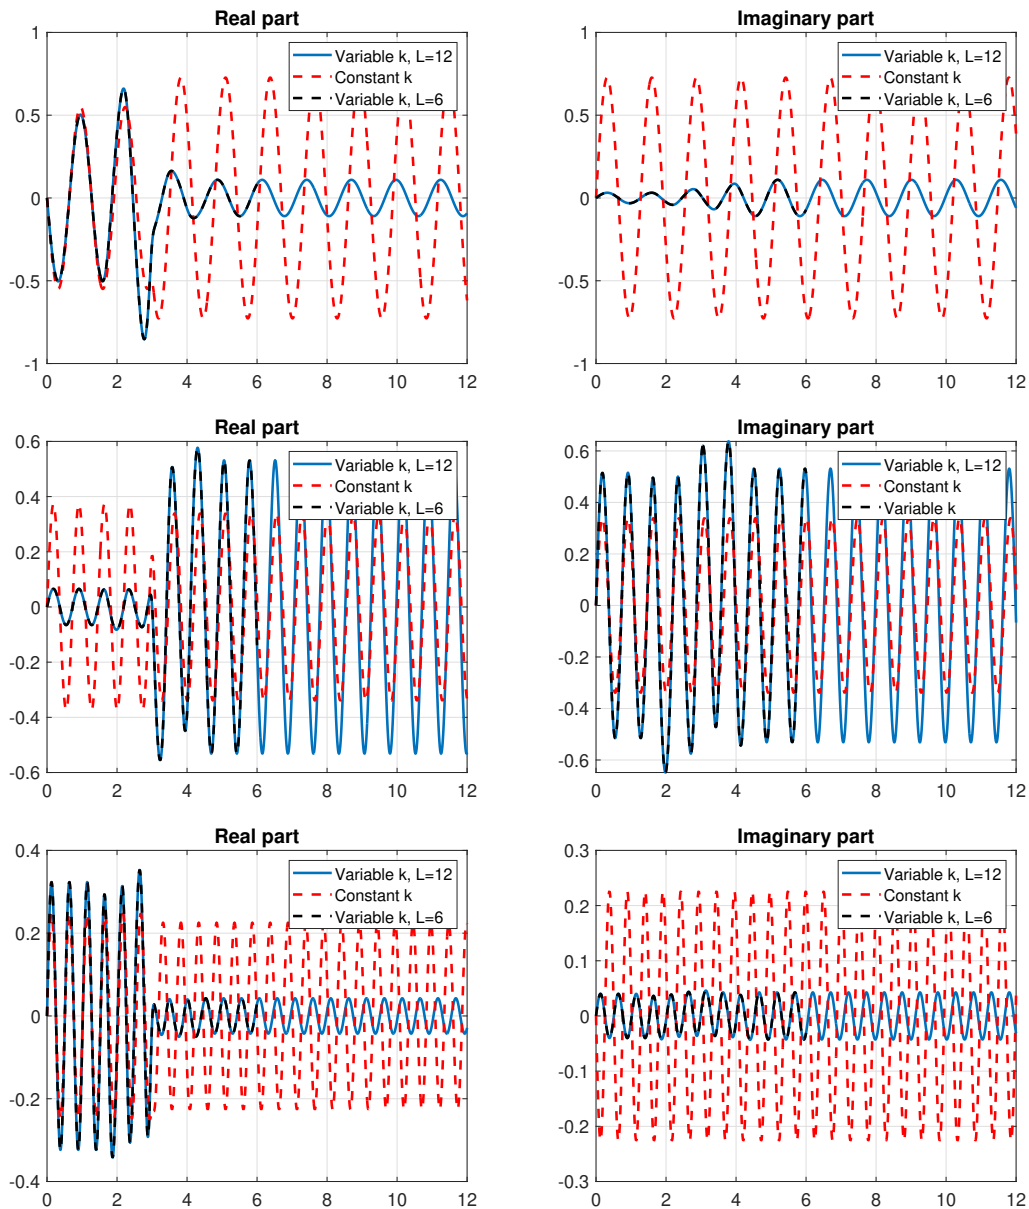 Real part
1
0.5
0
-0.5
-1
0 2 4 6 8 10 12
Variable k, L=12
Constant k
Variable k, L=6
Imaginary part
1
0.5
0
-0.5
-1
0 2 4 6 8 10 12
Variable k, L=12
Constant k
Variable k, L=6
Real part
0.6
0.4
0.2
0
-0.2
-0.4
-0.6
0 2 4 6 8 10 12
Variable k, L=12
Constant k
Variable k, L=6
Imaginary part
0.6
0.4
0.2
0
-0.2
-0.4
-0.6
0 2 4 6 8 10 12
Variable k, L=12
Constant k
Variable k
Real part
0.4
0.2
0
-0.2
-0.4
0 2 4 6 8 10 12
Variable k, L=12
Constant k
Variable k, L=6
Imaginary part
0.3
0.2
0.1
0
-0.1
-0.2
-0.3
0 2 4 6 8 10 12
Variable k, L=12
Constant k
Variable k, L=6